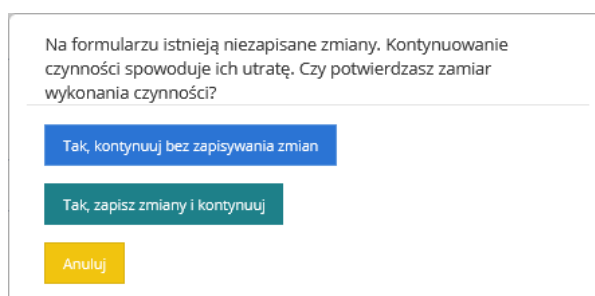 Na formularzu istnieją niezapisane zmiany. Kontynuowanie
czynności spowoduje ich utratę. Czy potwierdzasz zamiar
wykonania czynności?
Tak, kontynuuj bez zapisywania zmian
Tak, zapisz zmiany i kontynuuj
Anuluj